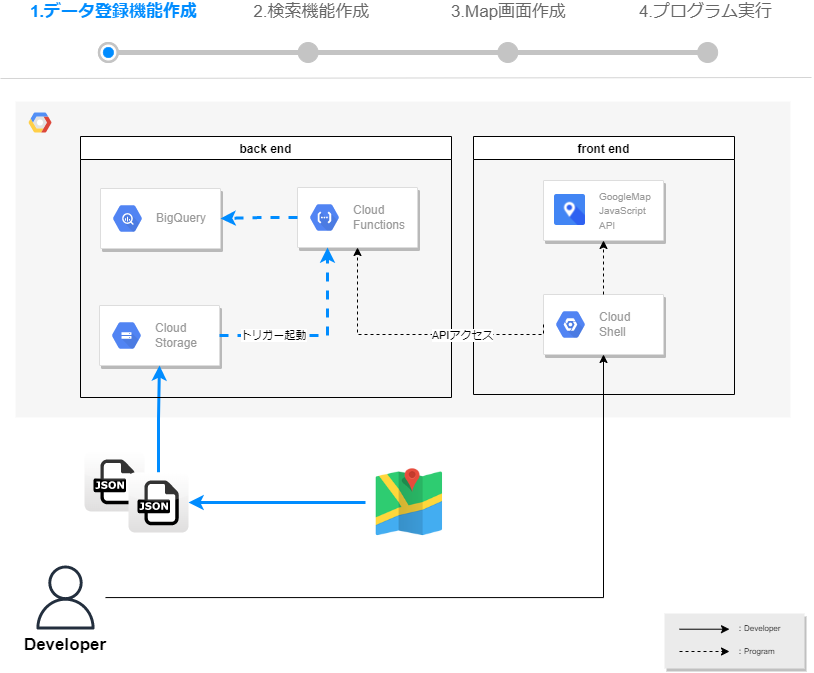 1.データ登録機能作成
2.検索機能作成
3.Map画面作成
4.プログラム実行
back end
front end
BigQuery
Cloud
Functions
GoogleMap
JavaScript
API
Cloud
Storage
トリガー起動
APIアクセス
Cloud
Shell
JSON
JSON
Developer
: Developer
: Program